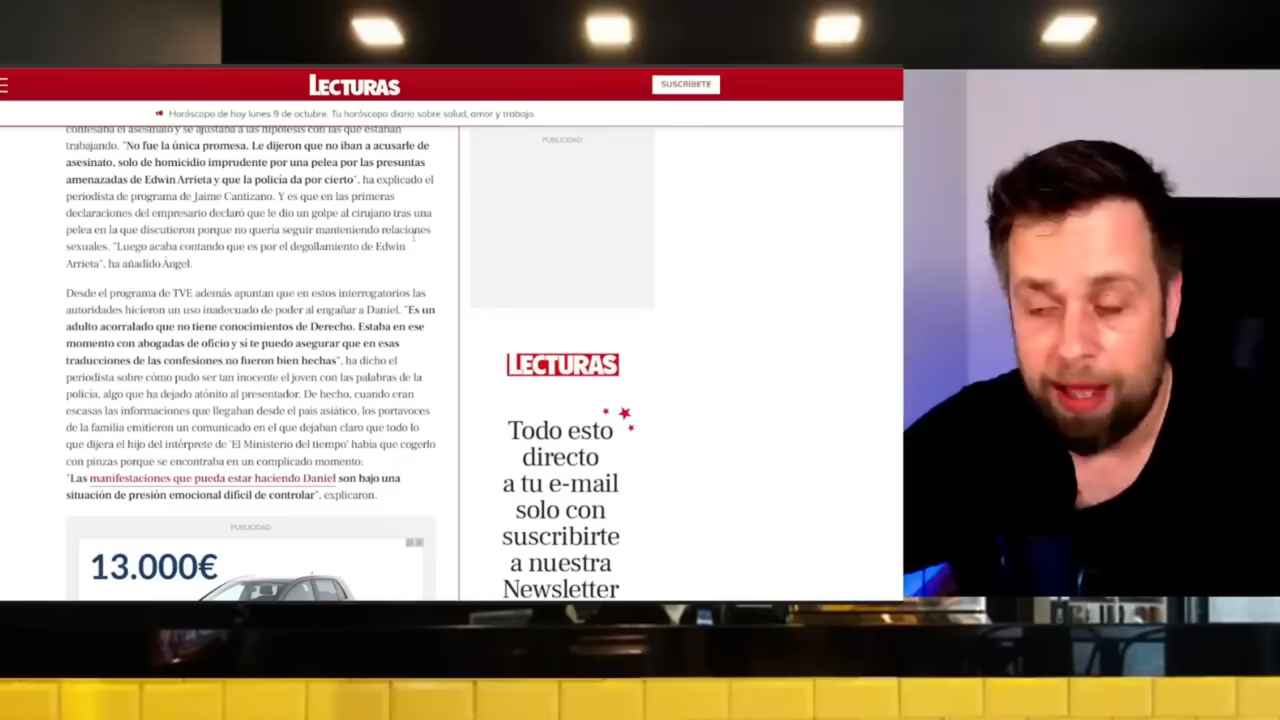 LECTURAS
SUSCRÍBETE
Horóscopo de hoy lunes 9 de octubre. Tu horóscopo diario sobre salud, amor y trabajo.
confesaba el asesinato y se ajustaba a las hipótesis con las que estaban
trabajando. "No fue la única promesa. Le dijeron que no iban a acusarle de
asesinato, solo de homicidio imprudente por una pelea por las presuntas
amenazadas de Edwin Arrieta y que la policía da por cierto", ha explicado el
periodista de programa de Jaime Cantizano. Y es que en las primeras
declaraciones del empresario declaró que le dio un golpe al cirujano tras una
pelea en la que discutieron porque no quería seguir manteniendo relaciones
sexuales. "Luego acaba contando que es por el degollamiento de Edwin
Arrieta", ha añadido Ángel.
Desde el programa de TVE además apuntan que en estos interrogatorios las
autoridades hicieron un uso inadecuado de poder al engañar a Daniel. "Es un
adulto acorralado que no tiene conocimientos de Derecho. Estaba en ese
momento con abogadas de oficio y sí te puedo asegurar que en esas
traducciones de las confesiones no fueron bien hechas", ha dicho el
periodista sobre cómo pudo ser tan inocente el joven con las palabras de la
policía, algo que ha dejado atónito al presentador. De hecho, cuando eran
escasas las informaciones que llegaban desde el país asiático, los portavoces
de la familia emitieron un comunicado en el que dejaban claro que todo lo
que dijera el hijo del intérprete de 'El Ministerio del tiempo' había que cogerlo
con pinzas porque se encontraba en un complicado momento:
"Las manifestaciones que pueda estar haciendo Daniel son bajo una
situación de presión emocional difícil de controlar", explicaron.
PUBLICIDAD
13.000€
PUBLICIDAD
LECTURAS
Todo esto
directo
a tu e-mail
solo con
suscribirte
a nuestra
Newsletter